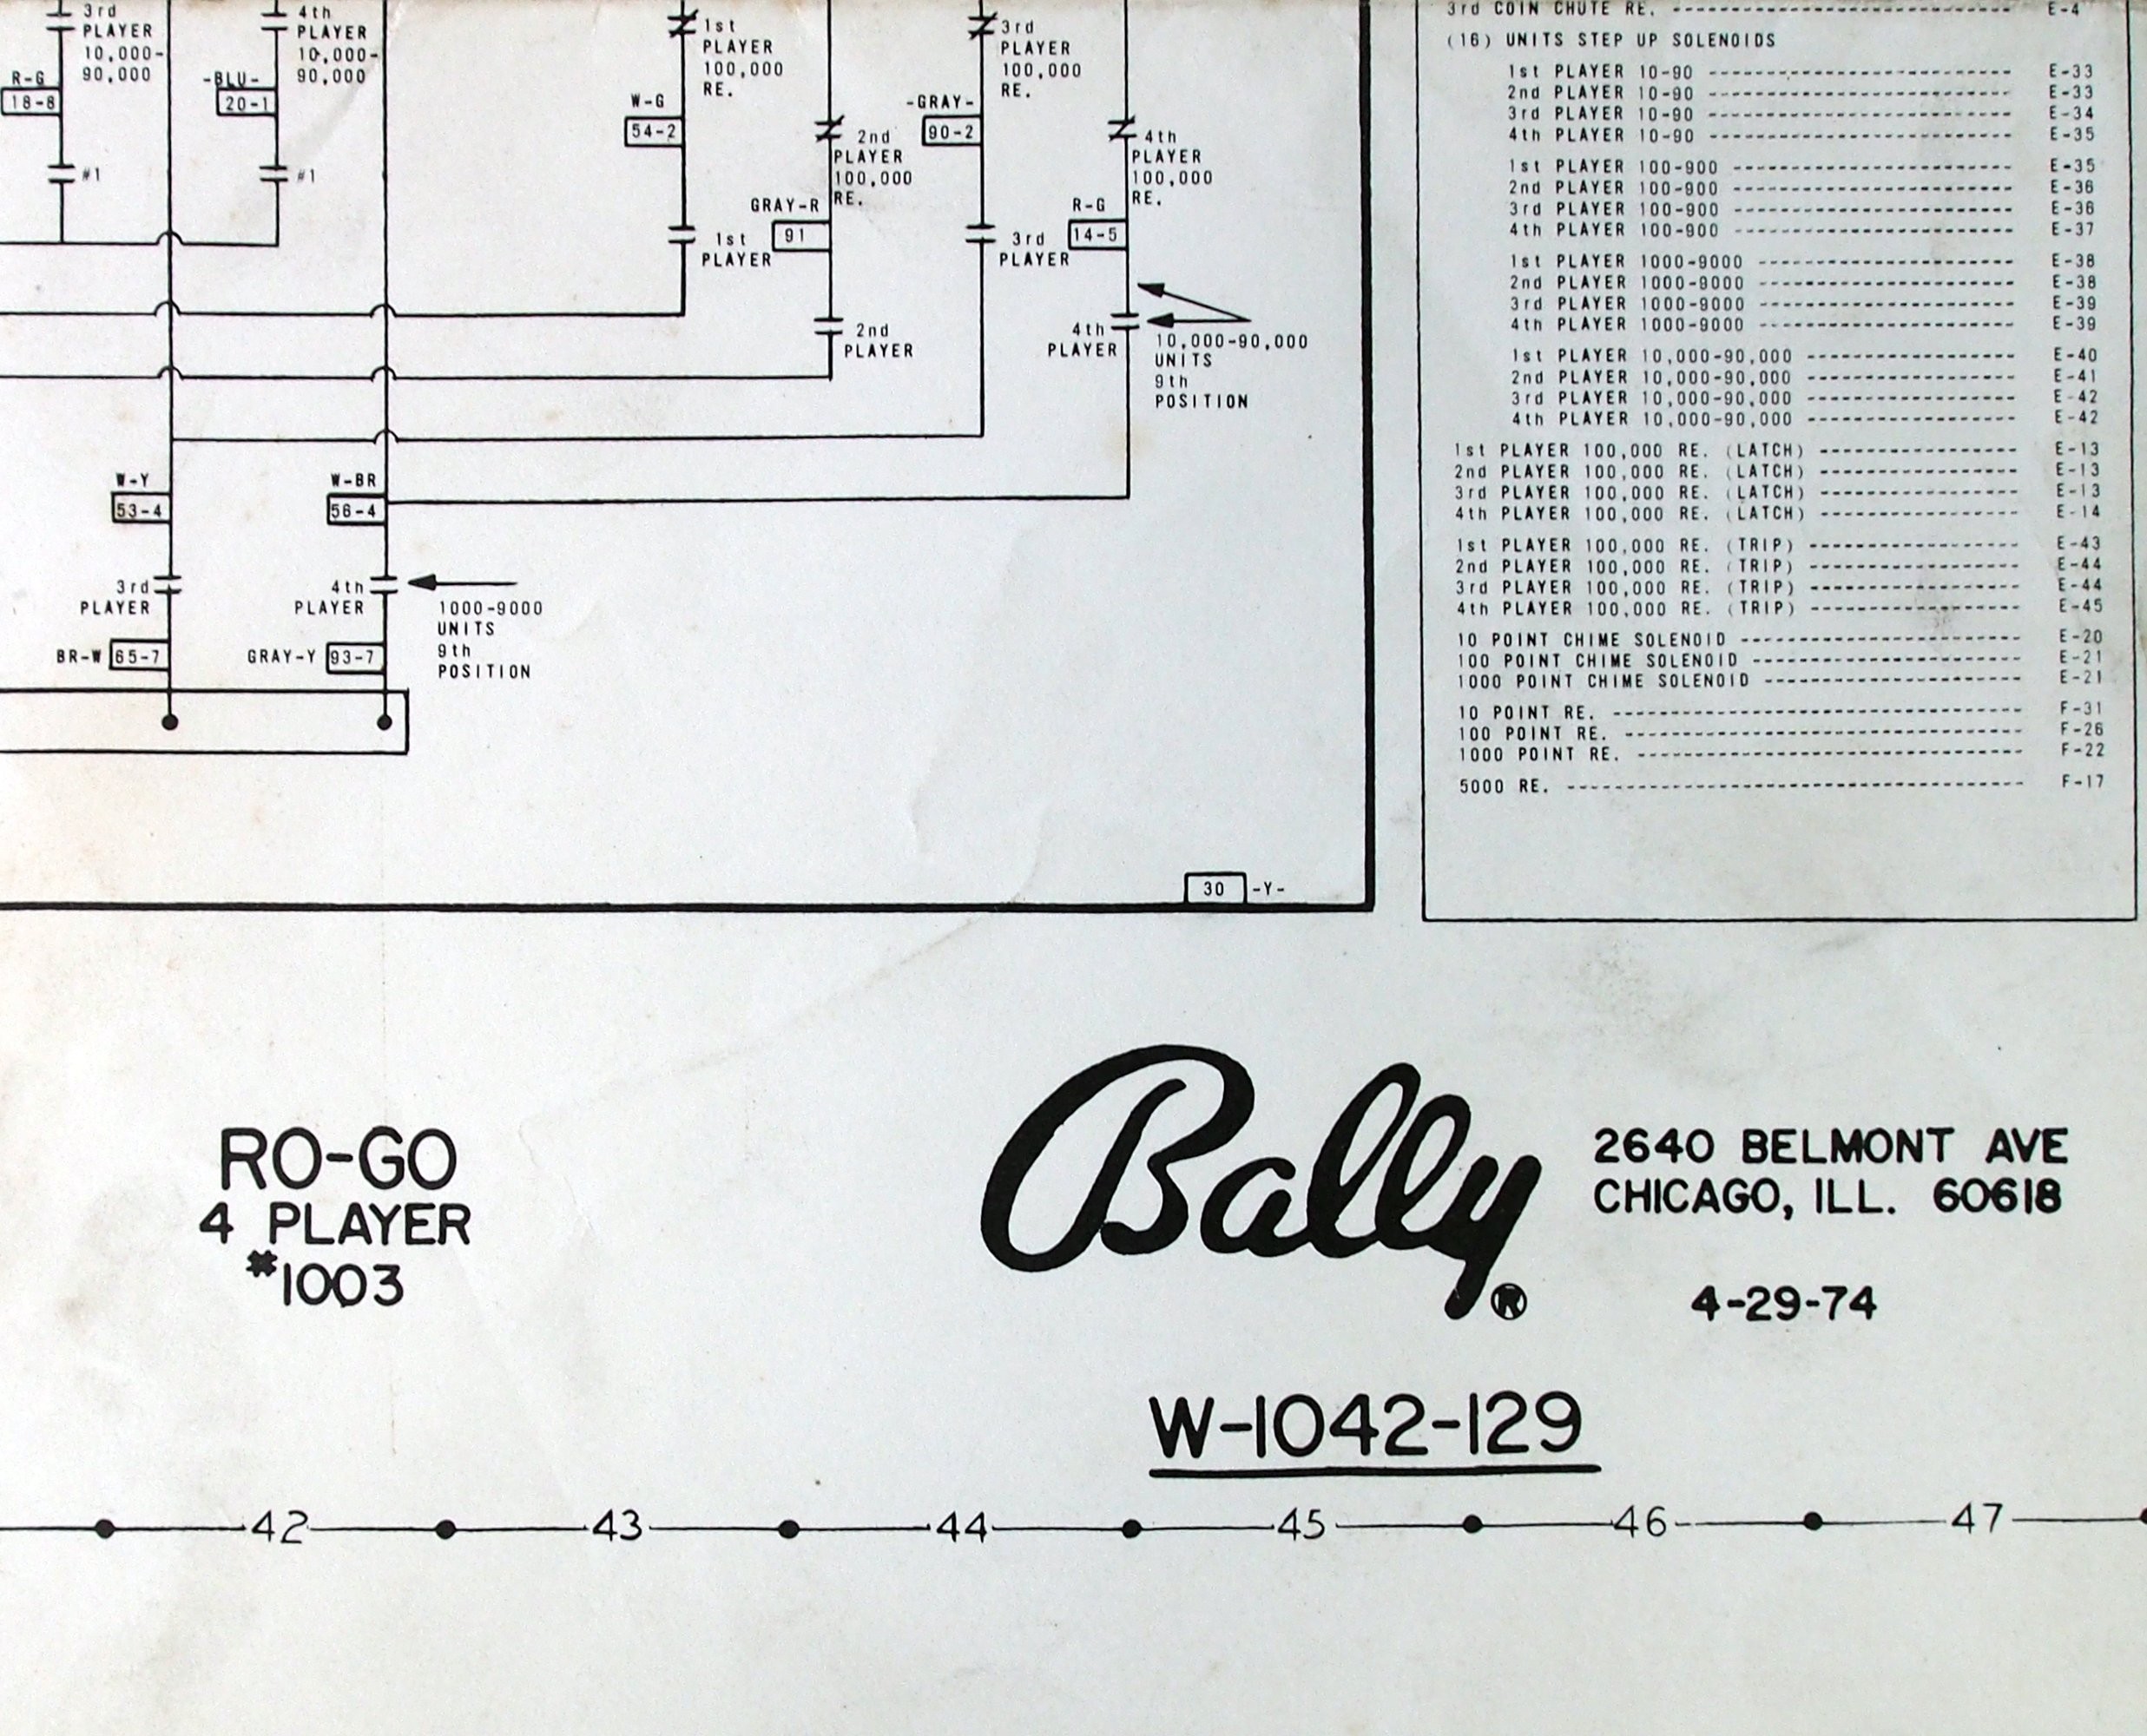 3rd
PLAYER
10,000-
90,000
R-G
18-8
#1
4th
PLAYER
10,000-
90,000
-BLU-
20-1
#1
1st
PLAYER
100,000
RE.
W-G
54-2
1st
PLAYER
2nd
PLAYER
100,000
RE.
GRAY-R
91
2nd
PLAYER
3rd
PLAYER
100,000
RE.
-GRAY-
90-2
3rd
PLAYER
4th
PLAYER
100,000
RE.
R-G
14-5
4th
PLAYER
10,000-90,000
UNITS
9th
POSITION
W-Y
53-4
3rd
PLAYER
BR-W 65-7
W-BR
56-4
4th
PLAYER
GRAY-Y 93-7
1000-9000
UNITS
9th
POSITION
30 -Y-
3rd COIN CHUTE RE. E-4
(16) UNITS STEP UP SOLENOIDS
1st PLAYER 10-90 E-33
2nd PLAYER 10-90 E-33
3rd PLAYER 10-90 E-34
4th PLAYER 10-90 E-35
1st PLAYER 100-900 E-35
2nd PLAYER 100-900 E-36
3rd PLAYER 100-900 E-36
4th PLAYER 100-900 E-37
1st PLAYER 1000-9000 E-38
2nd PLAYER 1000-9000 E-38
3rd PLAYER 1000-9000 E-39
4th PLAYER 1000-9000 E-39
1st PLAYER 10,000-90,000 E-40
2nd PLAYER 10,000-90,000 E-41
3rd PLAYER 10,000-90,000 E-42
4th PLAYER 10,000-90,000 E-42
1st PLAYER 100,000 RE. (LATCH) E-13
2nd PLAYER 100,000 RE. (LATCH) E-13
3rd PLAYER 100,000 RE. (LATCH) E-13
4th PLAYER 100,000 RE. (LATCH) E-14
1st PLAYER 100,000 RE. (TRIP) E-43
2nd PLAYER 100,000 RE. (TRIP) E-44
3rd PLAYER 100,000 RE. (TRIP) E-44
4th PLAYER 100,000 RE. (TRIP) E-45
10 POINT CHIME SOLENOID E-20
100 POINT CHIME SOLENOID E-21
1000 POINT CHIME SOLENOID E-21
10 POINT RE. F-31
100 POINT RE. F-26
1000 POINT RE. F-22
5000 RE. F-17
RO-GO
4 PLAYER
#1003
Bally®
2640 BELMONT AVE
CHICAGO, ILL. 60618
4-29-74
W-1042-129
42 43 44 45 46 47